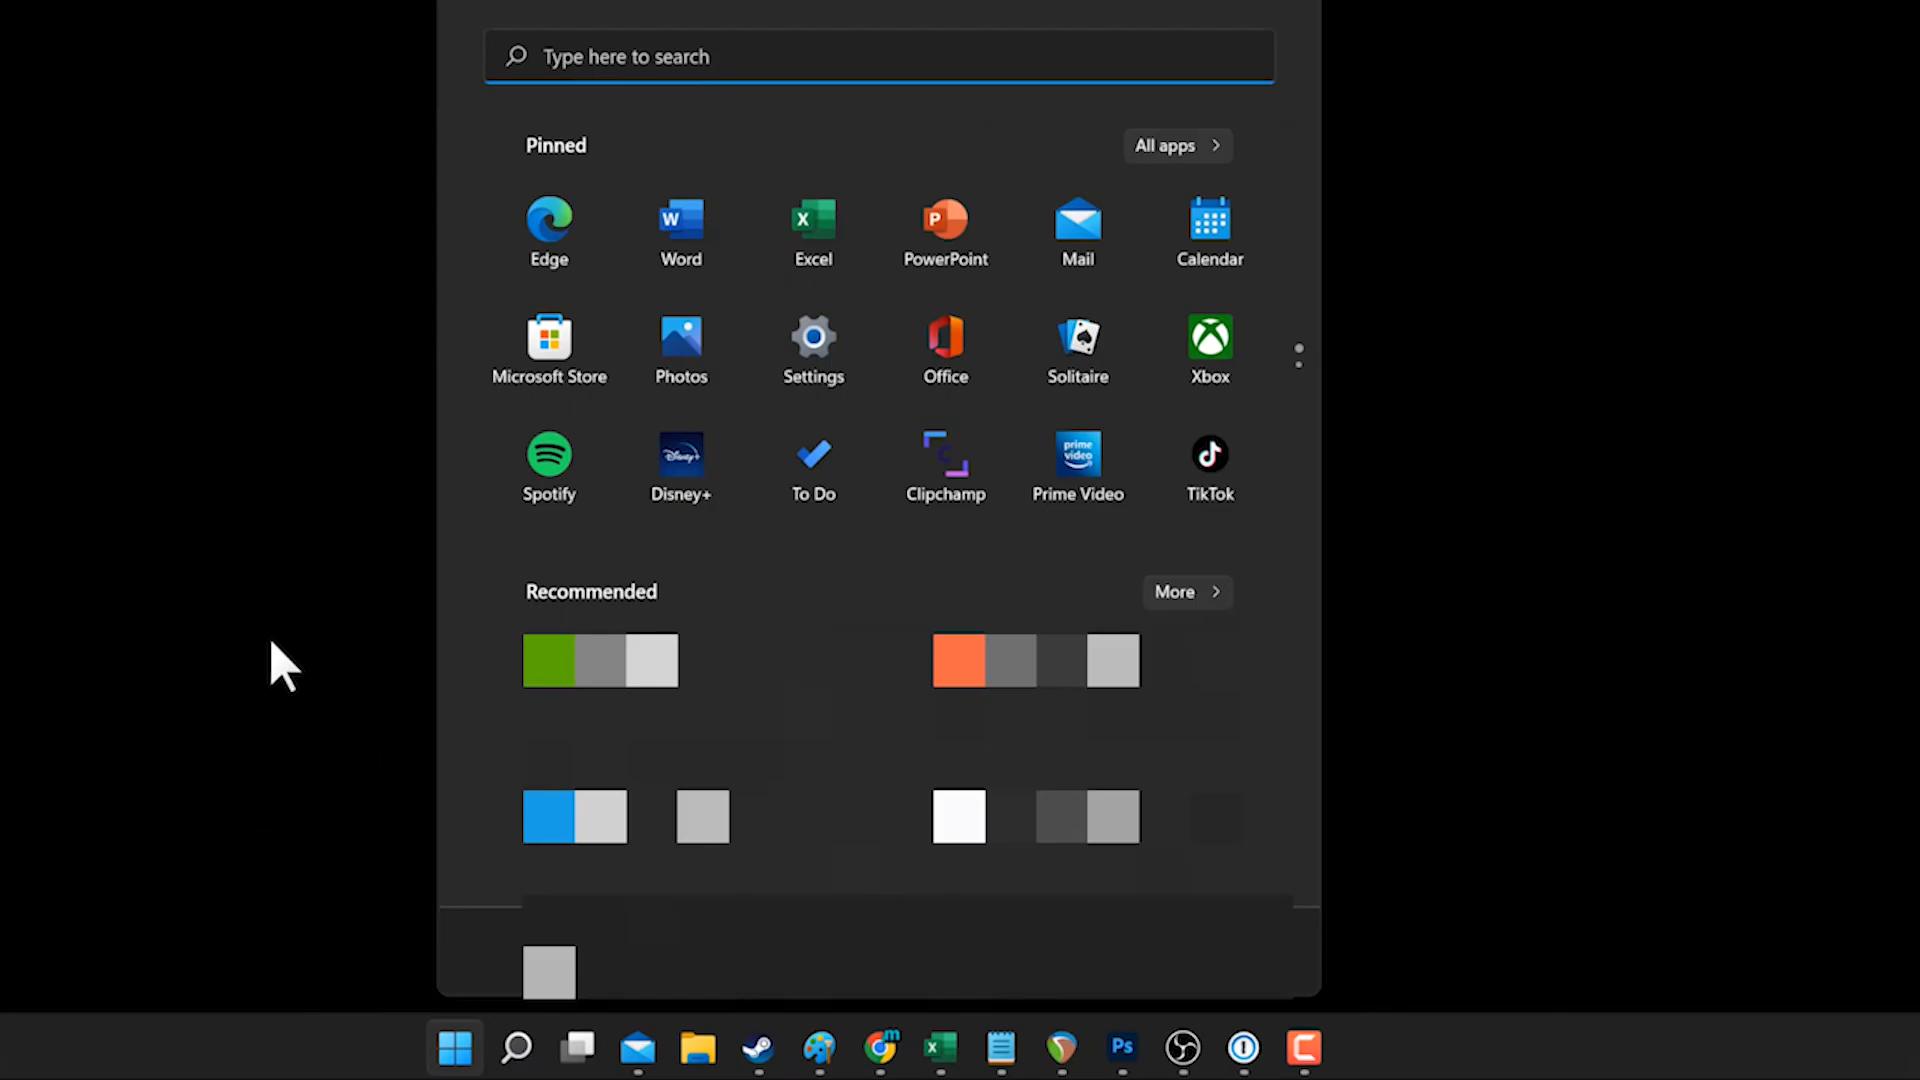 Type here to search
Pinned
All apps
Edge
Word
Excel
PowerPoint
Mail
Calendar
Microsoft Store
Photos
Settings
Office
Solitaire
Xbox
Spotify
Disney+
To Do
Clipchamp
Prime Video
TikTok
Recommended
More